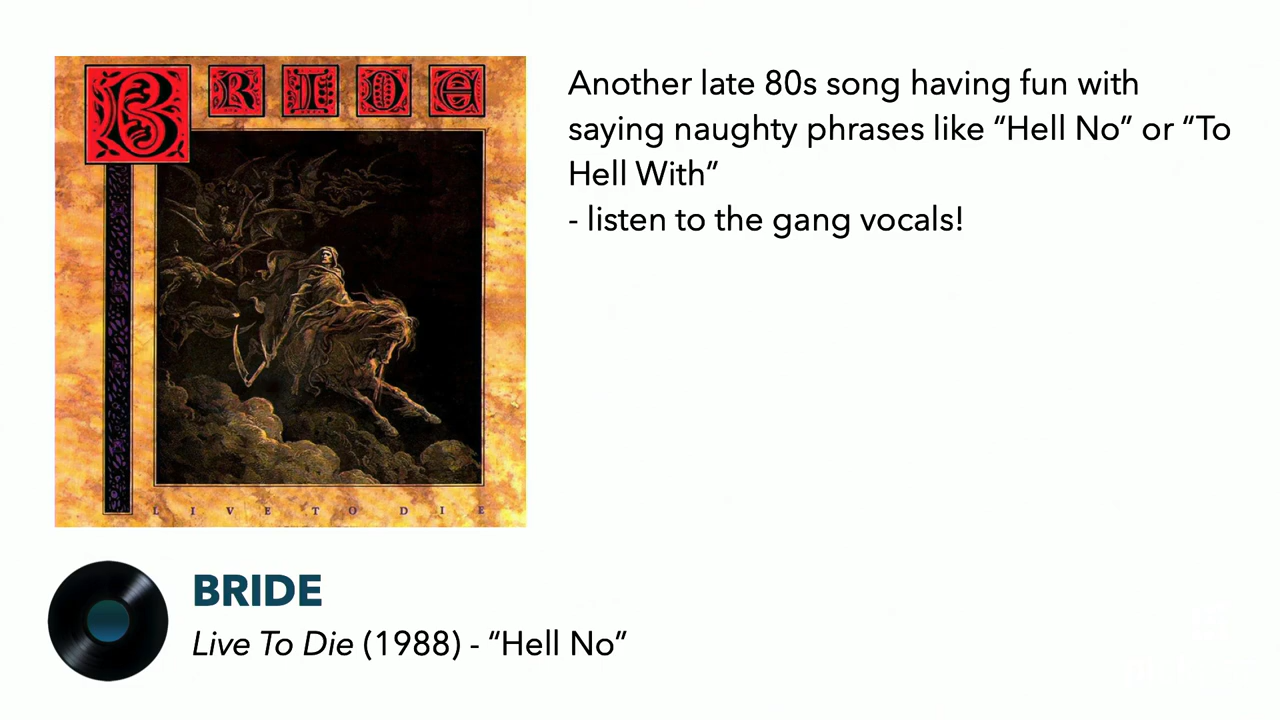 BRIDE
Another late 80s song having fun with
saying naughty phrases like “Hell No” or “To
Hell With”
- listen to the gang vocals!
LIVE TO DIE
BRIDE
Live To Die (1988) - “Hell No”